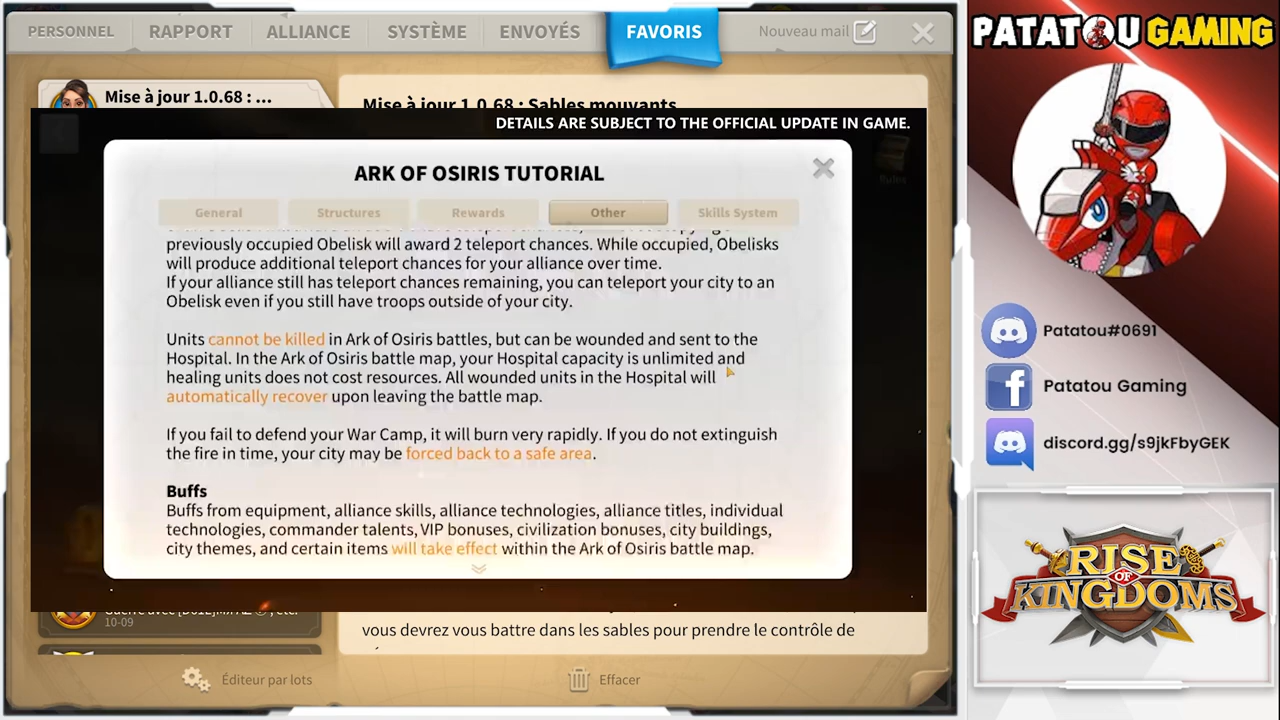 PERSONNEL RAPPORT ALLIANCE SYSTÈME ENVOYÉS FAVORIS Nouveau mail
Mise à jour 1.0.68 : ...
Mise à jour 1.0.68 : Sables mouvants
DETAILS ARE SUBJECT TO THE OFFICIAL UPDATE IN GAME.
ARK OF OSIRIS TUTORIAL
General Structures Rewards Other Skills System
previously occupied Obelisk will award 2 teleport chances. While occupied, Obelisks
will produce additional teleport chances for your alliance over time.
If your alliance still has teleport chances remaining, you can teleport your city to an
Obelisk even if you still have troops outside of your city.
Units cannot be killed in Ark of Osiris battles, but can be wounded and sent to the
Hospital. In the Ark of Osiris battle map, your Hospital capacity is unlimited and
healing units does not cost resources. All wounded units in the Hospital will
automatically recover upon leaving the battle map.
If you fail to defend your War Camp, it will burn very rapidly. If you do not extinguish
the fire in time, your city may be forced back to a safe area.
Buffs
Buffs from equipment, alliance skills, alliance technologies, alliance titles, individual
technologies, commander talents, VIP bonuses, civilization bonuses, city buildings,
city themes, and certain items will take effect within the Ark of Osiris battle map.
10-09
vous devrez vous battre dans les sables pour prendre le contrôle de
Éditeur par lots
Effacer
PATATOU GAMING
Patatou#0691
Patatou Gaming
discord.gg/s9jkFbyGEK
RISE
OF
KINGDOMS